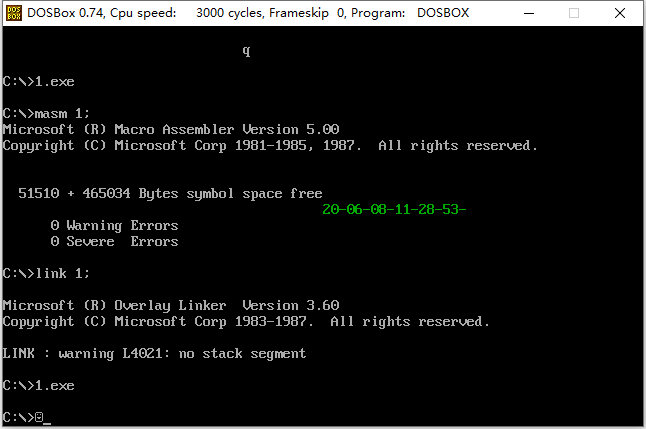 DOSBox 0.74, Cpu speed: 3000 cycles, Frameskip 0, Program: DOSBOX
q
C:\>1.exe
C:\>masm 1;
Microsoft (R) Macro Assembler Version 5.00
Copyright (C) Microsoft Corp 1981-1985, 1987.  All rights reserved.
51510 + 465034 Bytes symbol space free
20-06-08-11-28-53-
0 Warning Errors
0 Severe  Errors
C:\>link 1;
Microsoft (R) Overlay Linker  Version 3.60
Copyright (C) Microsoft Corp 1983-1987.  All rights reserved.
LINK : warning L4021: no stack segment
C:\>1.exe
C:\>☺_